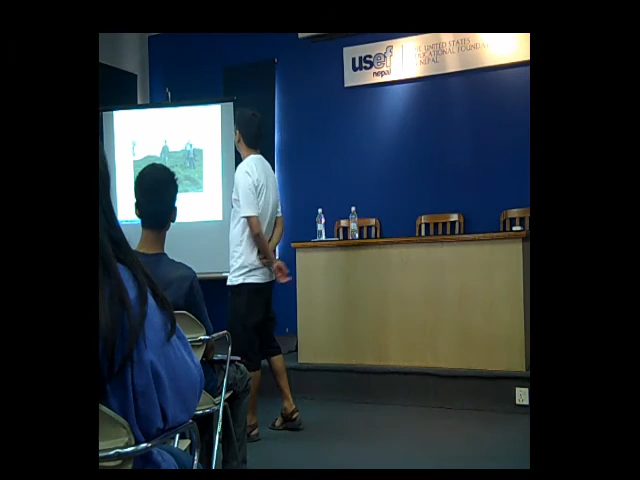 usef
nepal
THE UNITED STATES
EDUCATIONAL FOUNDATION
NEPAL